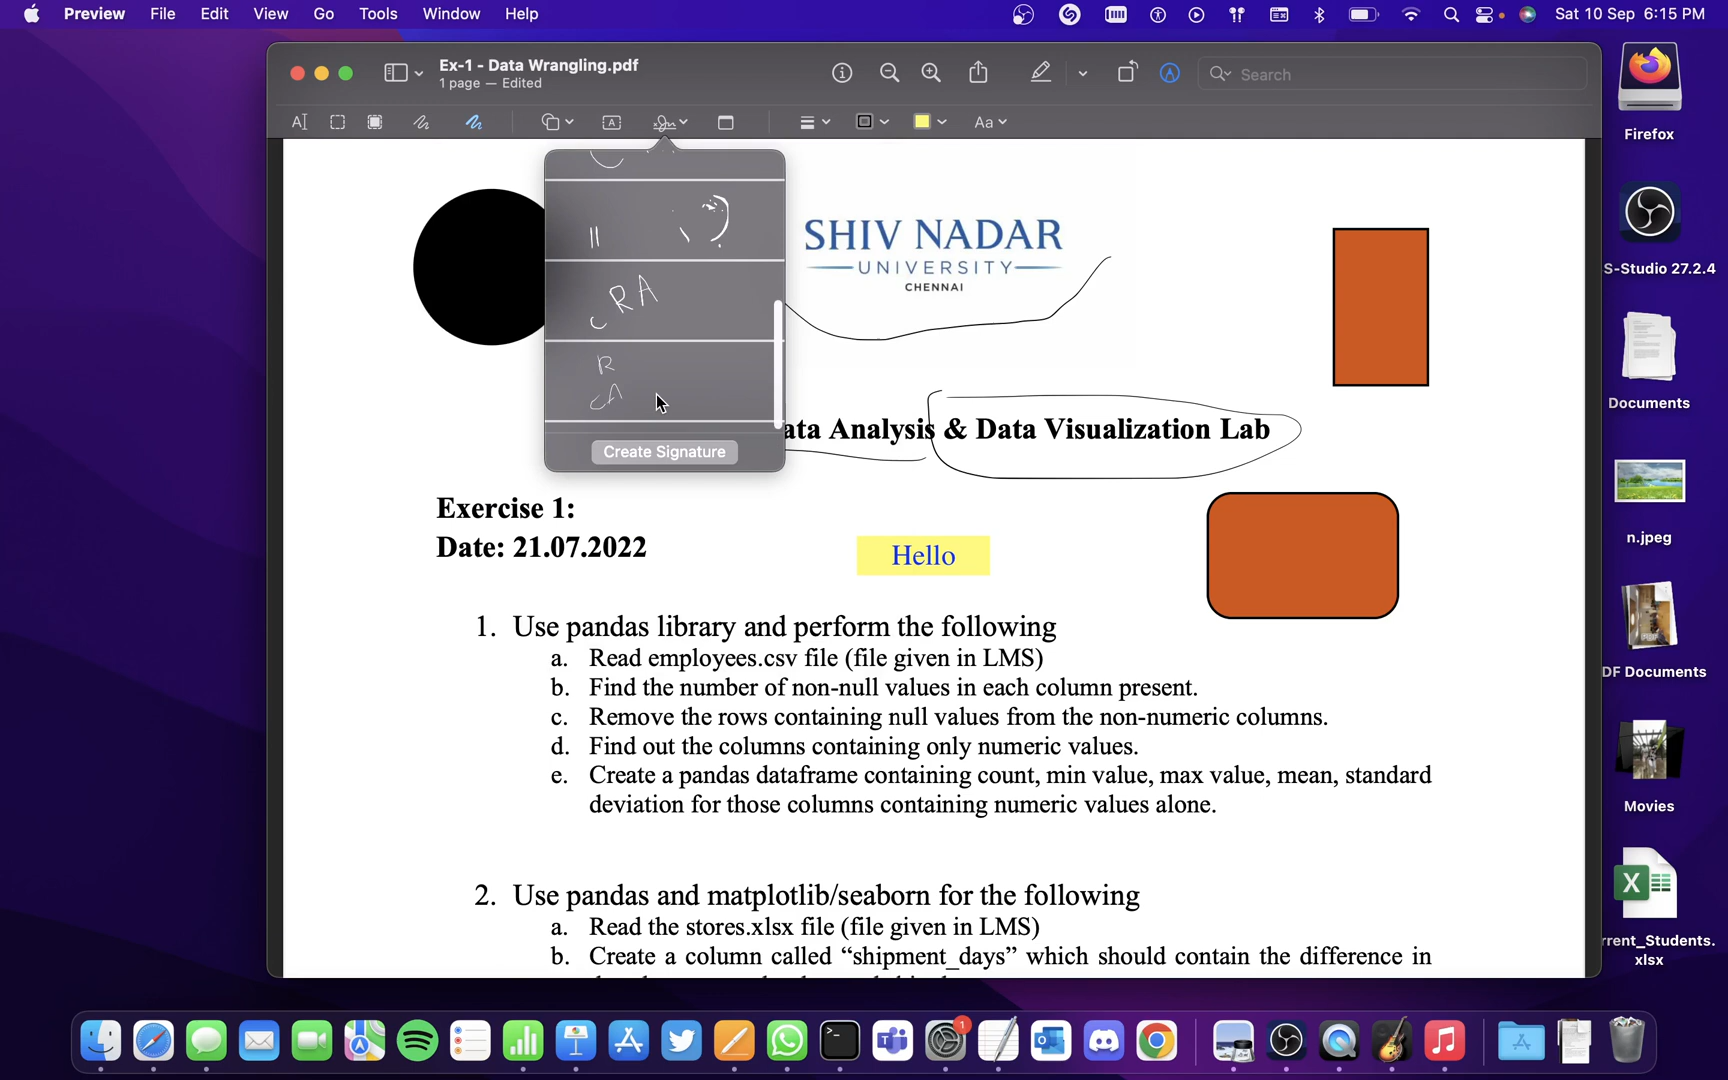 Preview File Edit View Go Tools Window Help Sat 10 Sep 6:15 PM
Ex-1 - Data Wrangling.pdf
1 page — Edited
Search
A
Aa
SHIV NADAR
UNIVERSITY
CHENNAI
RA
R
CA
Create Signature
ata Analysis & Data Visualization Lab
Exercise 1:
Date: 21.07.2022
Hello
1. Use pandas library and perform the following
a. Read employees.csv file (file given in LMS)
b. Find the number of non-null values in each column present.
c. Remove the rows containing null values from the non-numeric columns.
d. Find out the columns containing only numeric values.
e. Create a pandas dataframe containing count, min value, max value, mean, standard
deviation for those columns containing numeric values alone.
2. Use pandas and matplotlib/seaborn for the following
a. Read the stores.xlsx file (file given in LMS)
b. Create a column called “shipment_days” which should contain the difference in
Firefox
S-Studio 27.2.4
Documents
n.jpeg
PDF
DF Documents
Movies
X
rrent_Students.
xlsx
1